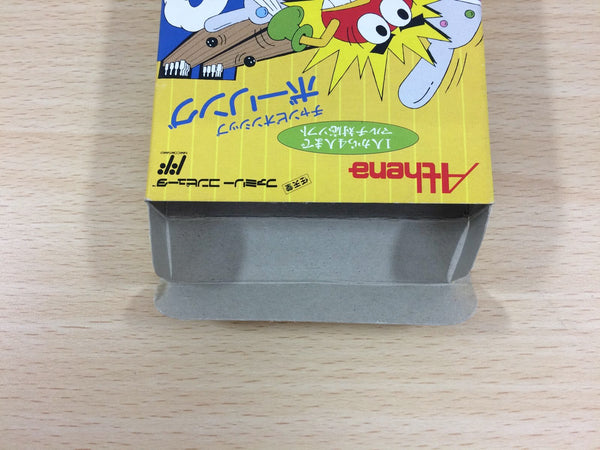 チャンピオンシップ
ボーリング
1人から4人まで
マルチ対応ソフト
Athena
ファミリー コンピュータ
任天堂